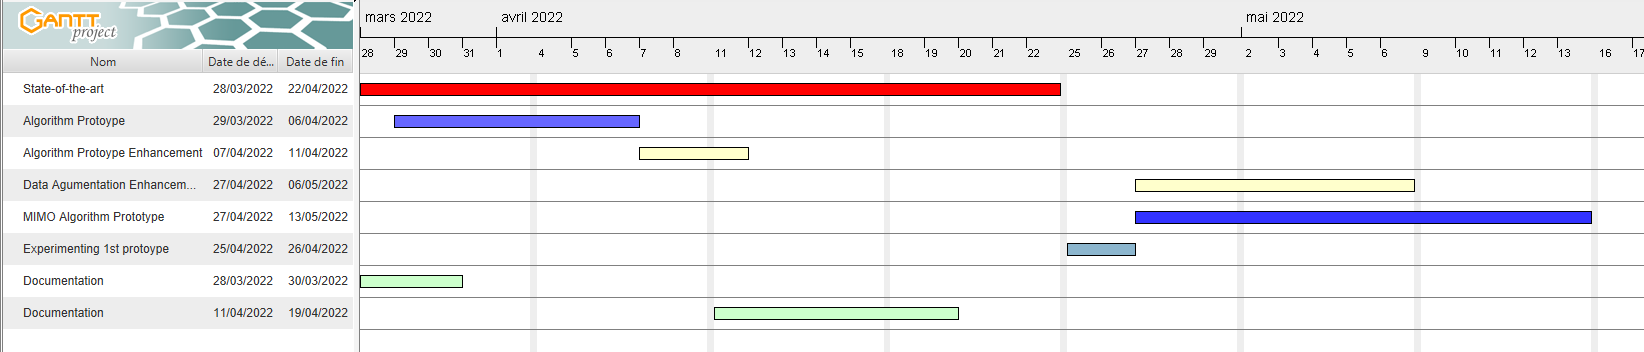 GANTT
project
mars 2022 avril 2022 mai 2022
28 29 30 31 1 4 5 6 7 8 11 12 13 14 15 18 19 20 21 22 25 26 27 28 29 2 3 4 5 6 9 10 11 12 13 16 17
Nom Date de dé... Date de fin
State-of-the-art 28/03/2022 22/04/2022
Algorithm Protoype 29/03/2022 06/04/2022
Algorithm Protoype Enhancement 07/04/2022 11/04/2022
Data Agumentation Enhancem... 27/04/2022 06/05/2022
MIMO Algorithm Prototype 27/04/2022 13/05/2022
Experimenting 1st protoype 25/04/2022 26/04/2022
Documentation 28/03/2022 30/03/2022
Documentation 11/04/2022 19/04/2022